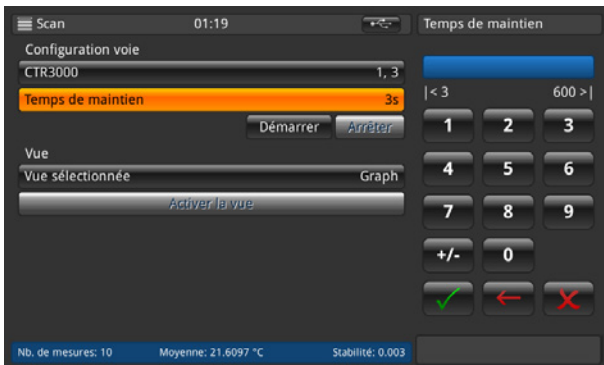 Scan 01:19 Temps de maintien
Configuration voie
CTR3000 1, 3
|< 3 600 >|
Temps de maintien 3s
Démarrer Arrêter
Vue
Vue sélectionnée Graph
Activer la vue
1 2 3
4 5 6
7 8 9
+/- 0
Nb. de mesures: 10 Moyenne: 21.6097 °C Stabilité: 0.003